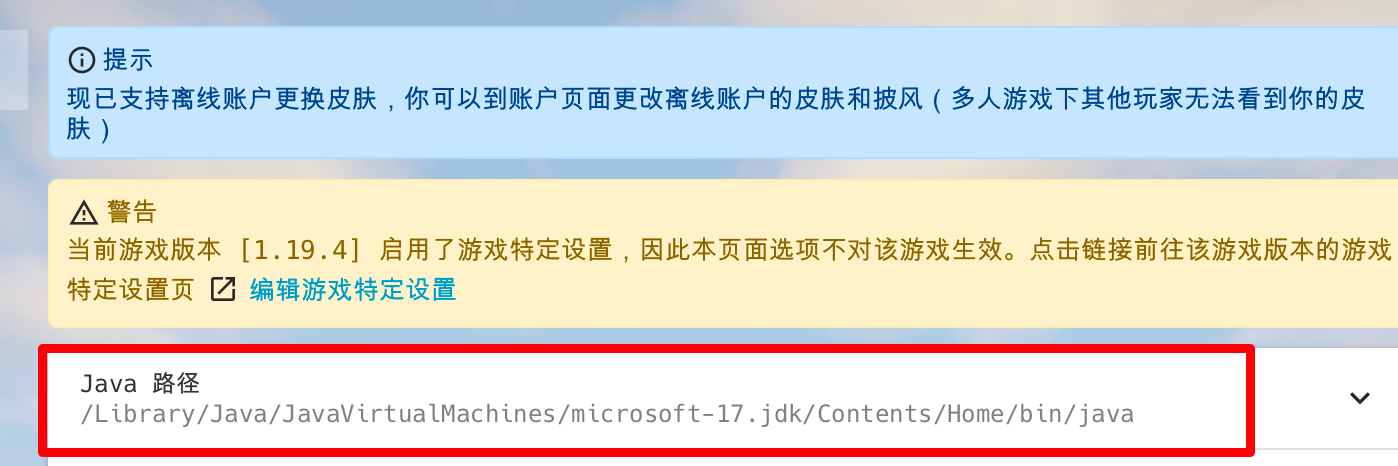 提示
现已支持离线账户更换皮肤，你可以到账户页面更改离线账户的皮肤和披风（多人游戏下其他玩家无法看到你的皮
肤）
警告
当前游戏版本 [1.19.4] 启用了游戏特定设置，因此本页面选项不对该游戏生效。点击链接前往该游戏版本的游戏
特定设置页 编辑游戏特定设置
Java 路径
/Library/Java/JavaVirtualMachines/microsoft-17.jdk/Contents/Home/bin/java